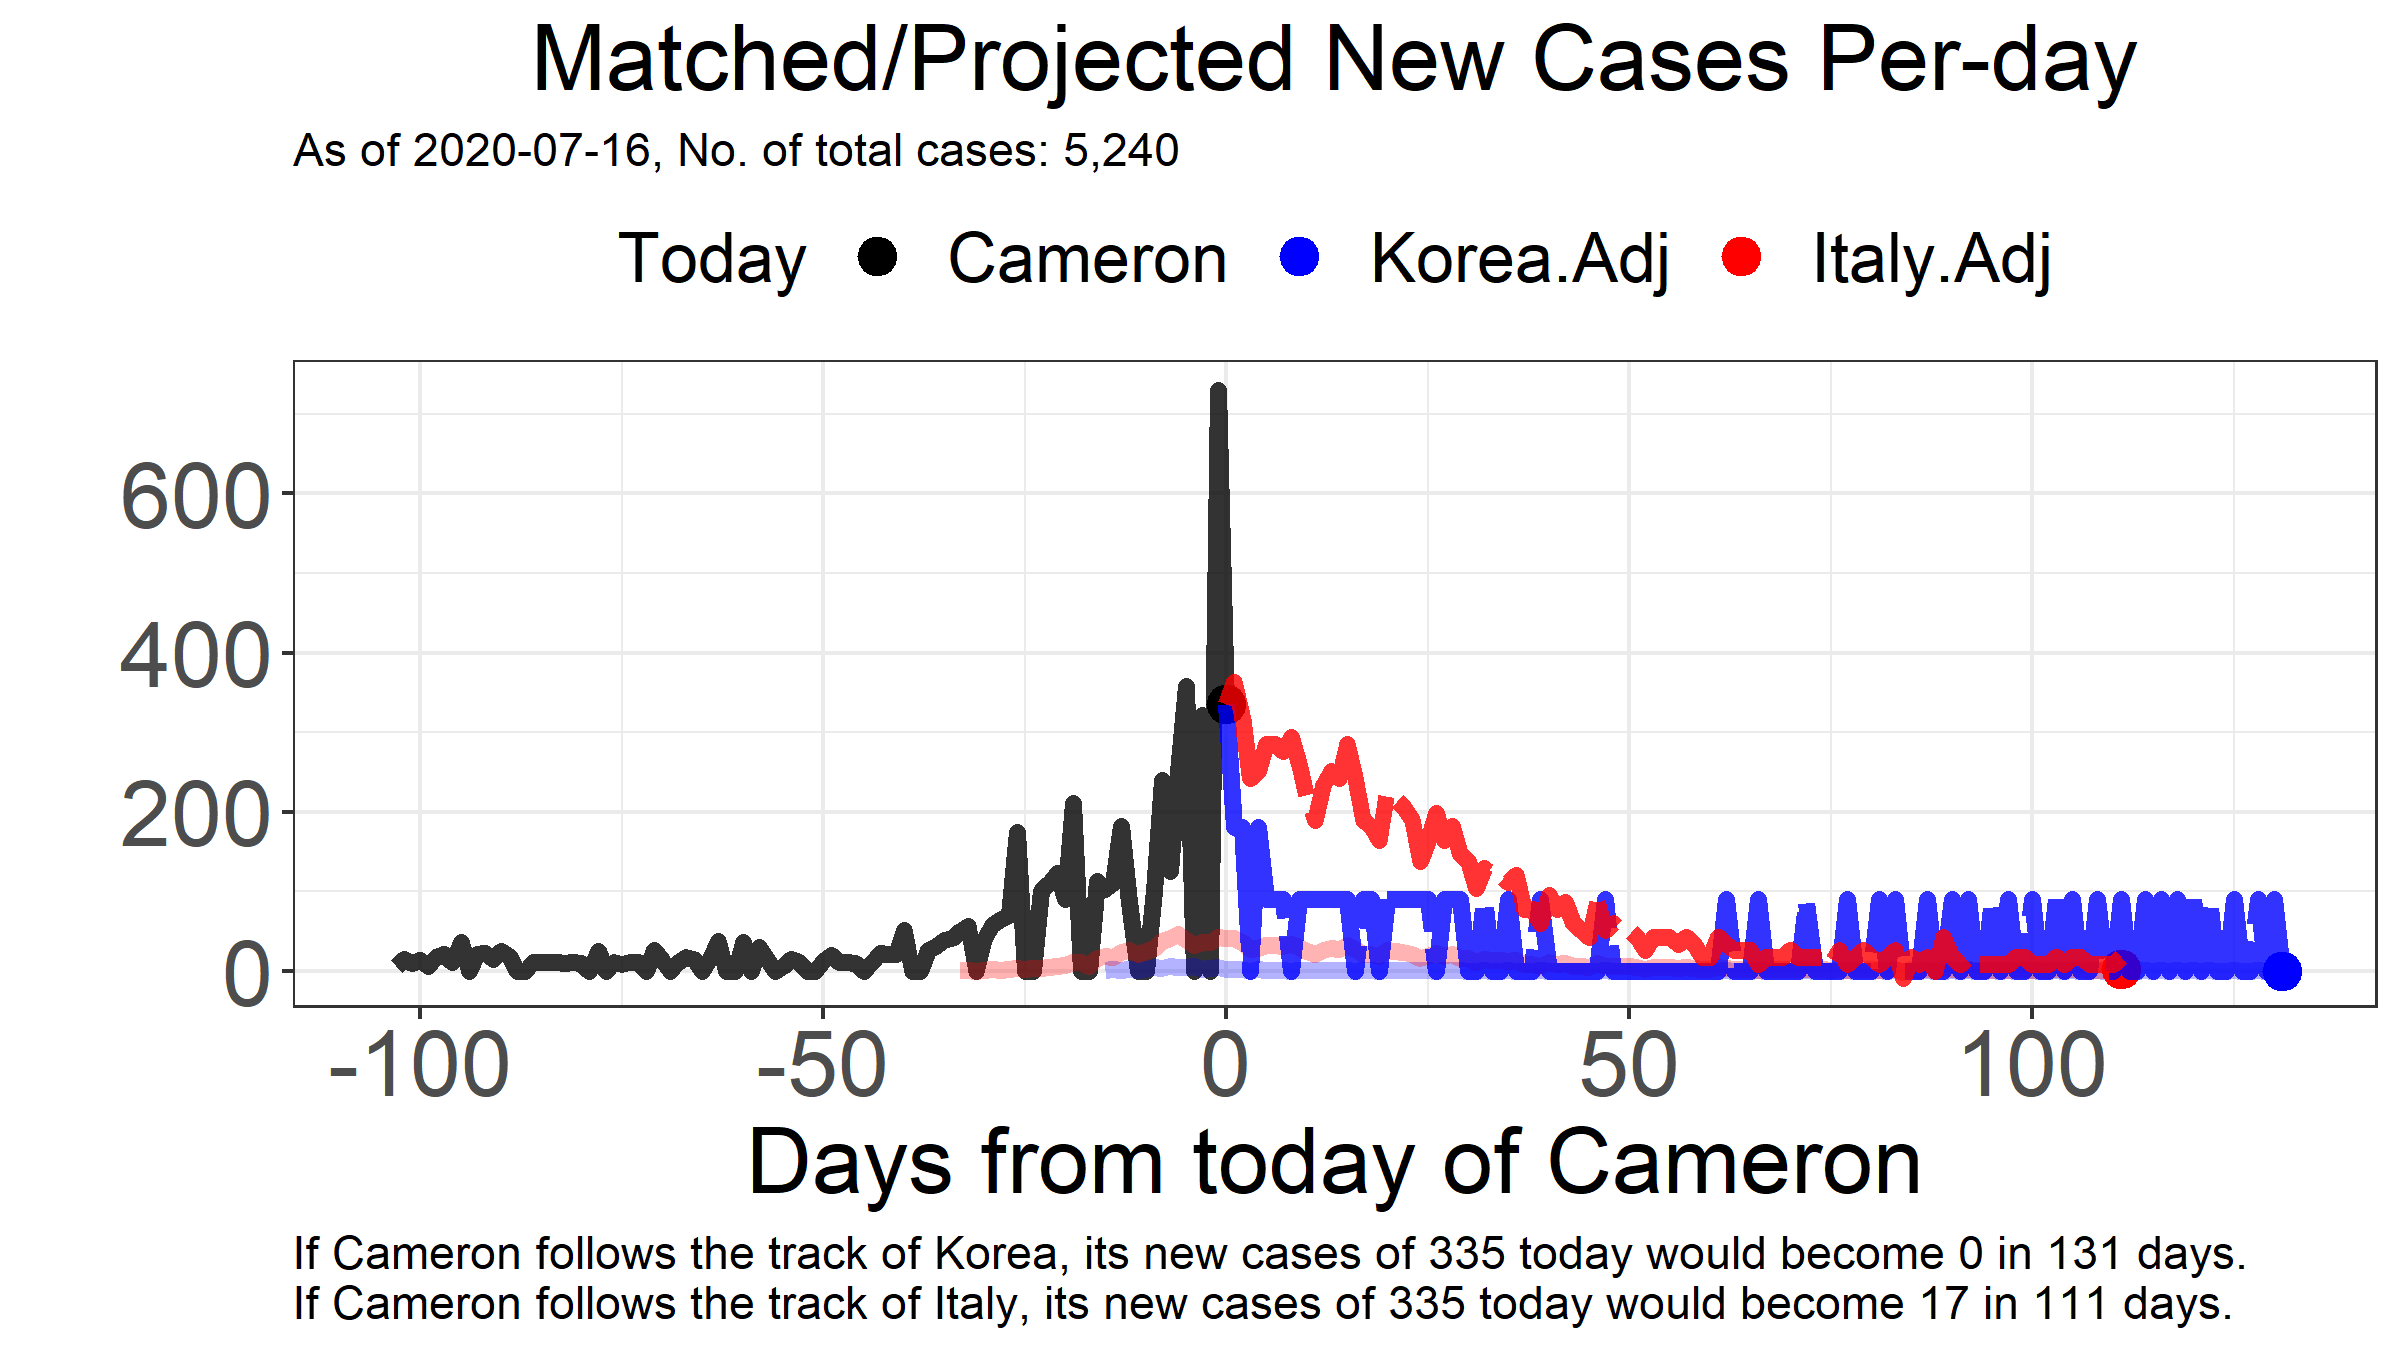 Matched/Projected New Cases Per-day
As of 2020-07-16, No. of total cases: 5,240
Today Cameron Korea.Adj Italy.Adj
600
400
200
0
-100 -50 0 50 100
Days from today of Cameron
If Cameron follows the track of Korea, its new cases of 335 today would become 0 in 131 days.
If Cameron follows the track of Italy, its new cases of 335 today would become 17 in 111 days.